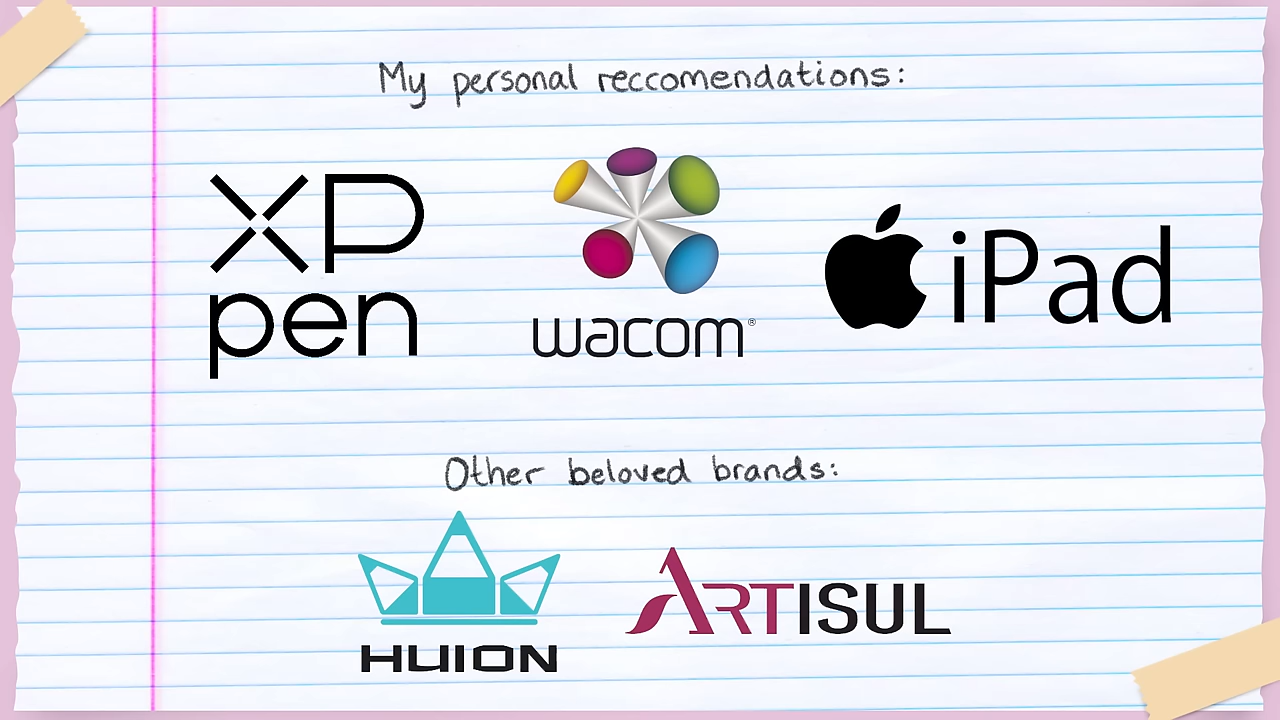 My personal reccomendations:
XP
pen
wacom®
iPad
Other beloved brands:
HUION
ARTISUL